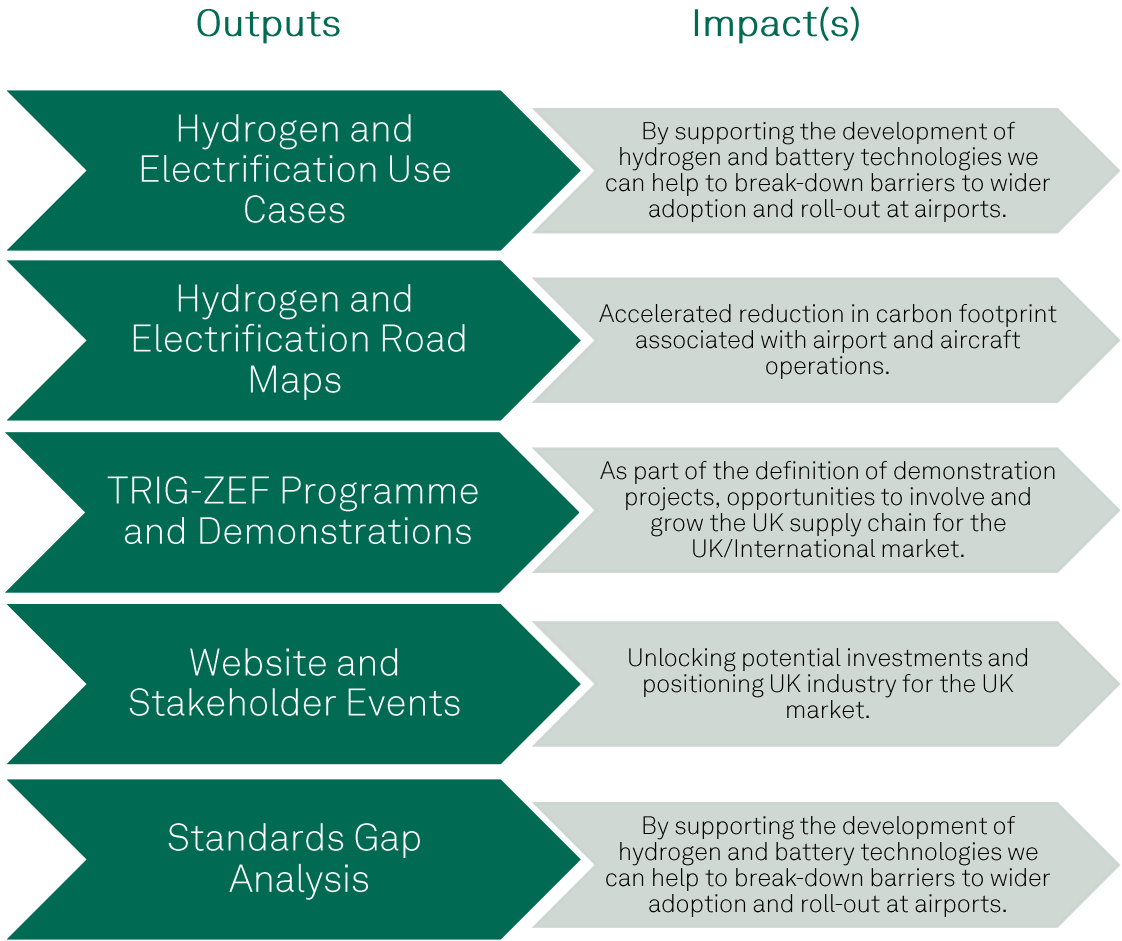 Outputs
Impact(s)
Hydrogen and
Electrification Use
Cases
By supporting the development of
hydrogen and battery technologies we
can help to break-down barriers to wider
adoption and roll-out at airports.
Hydrogen and
Electrification Road
Maps
Accelerated reduction in carbon footprint
associated with airport and aircraft
operations.
TRIG-ZEF Programme
and Demonstrations
As part of the definition of demonstration
projects, opportunities to involve and
grow the UK supply chain for the
UK/International market.
Website and
Stakeholder Events
Unlocking potential investments and
positioning UK industry for the UK
market.
Standards Gap
Analysis
By supporting the development of
hydrogen and battery technologies we
can help to break-down barriers to wider
adoption and roll-out at airports.